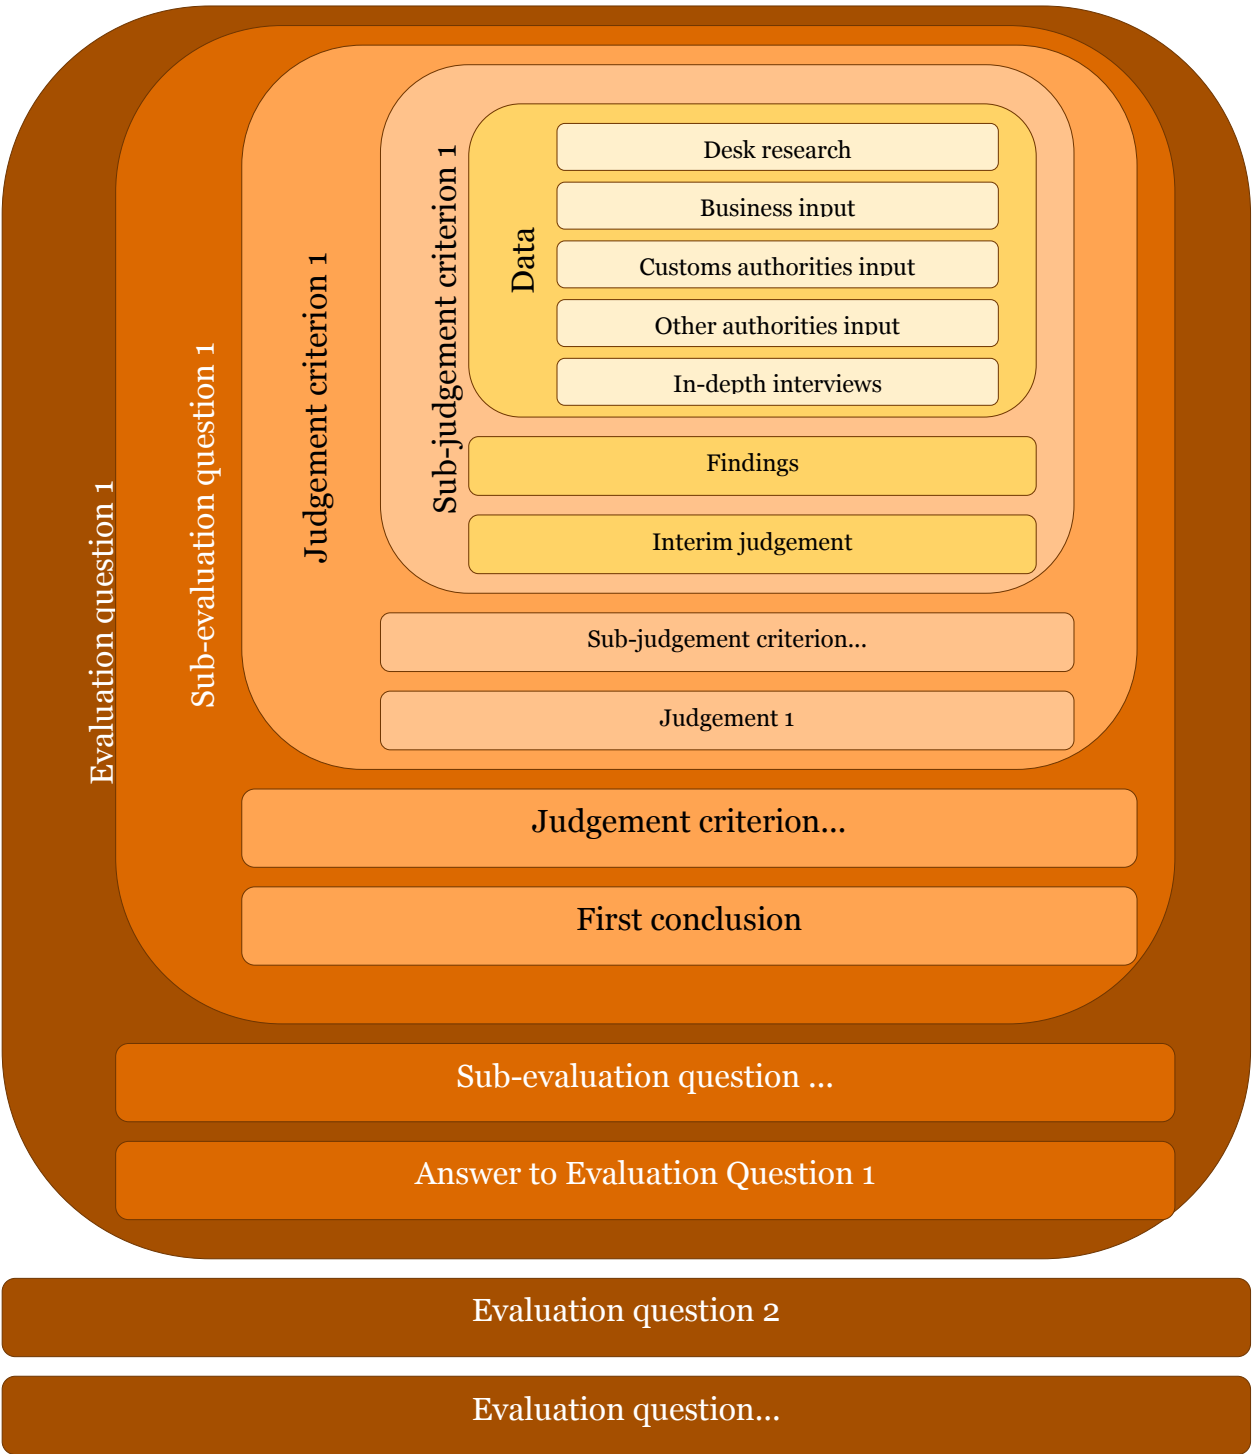 Evaluation question 1
Sub-evaluation question 1
Judgement criterion 1
Sub-judgement criterion 1
Data
Desk research
Business input
Customs authorities input
Other authorities input
In-depth interviews
Findings
Interim judgement
Sub-judgement criterion...
Judgement 1
Judgement criterion...
First conclusion
Sub-evaluation question ...
Answer to Evaluation Question 1
Evaluation question 2
Evaluation question...